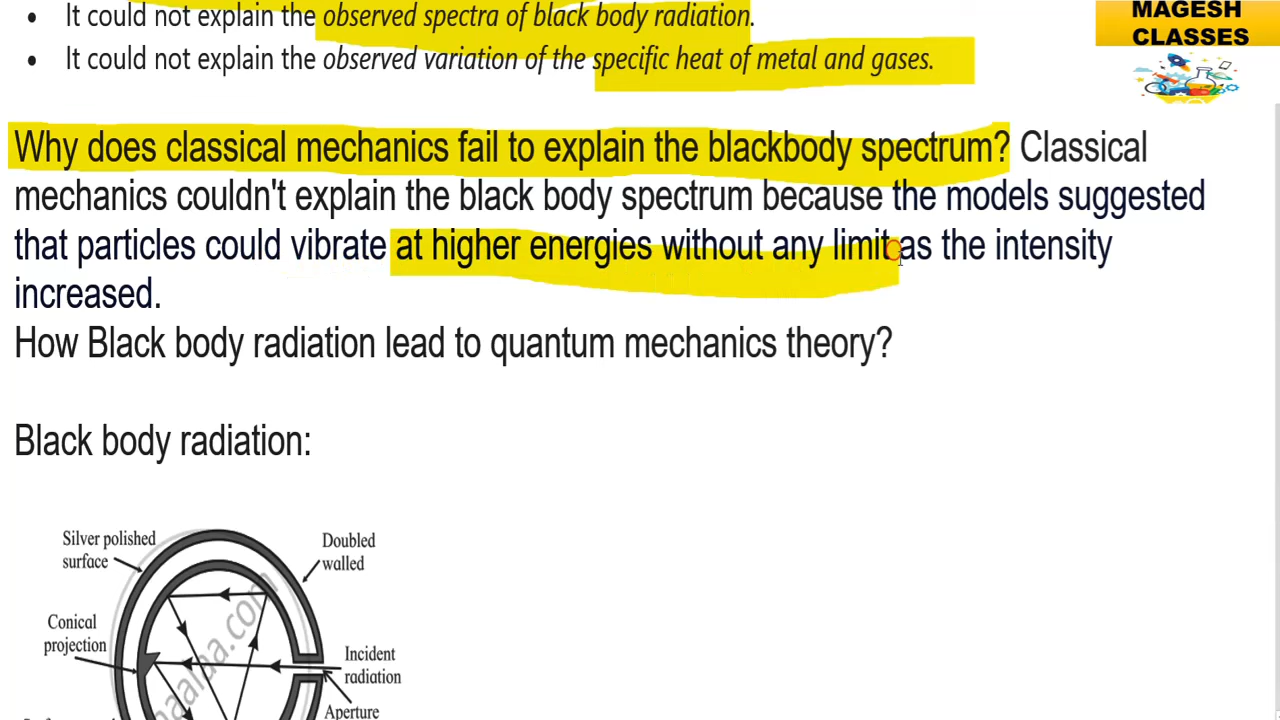 • It could not explain the observed spectra of black body radiation.
• It could not explain the observed variation of the specific heat of metal and gases.
MAGESH
CLASSES
Why does classical mechanics fail to explain the blackbody spectrum? Classical
mechanics couldn't explain the black body spectrum because the models suggested
that particles could vibrate at higher energies without any limit as the intensity
increased.
How Black body radiation lead to quantum mechanics theory?
Black body radiation:
Silver polished
surface
Doubled
walled
Conical
projection
Incident
radiation
Aperture